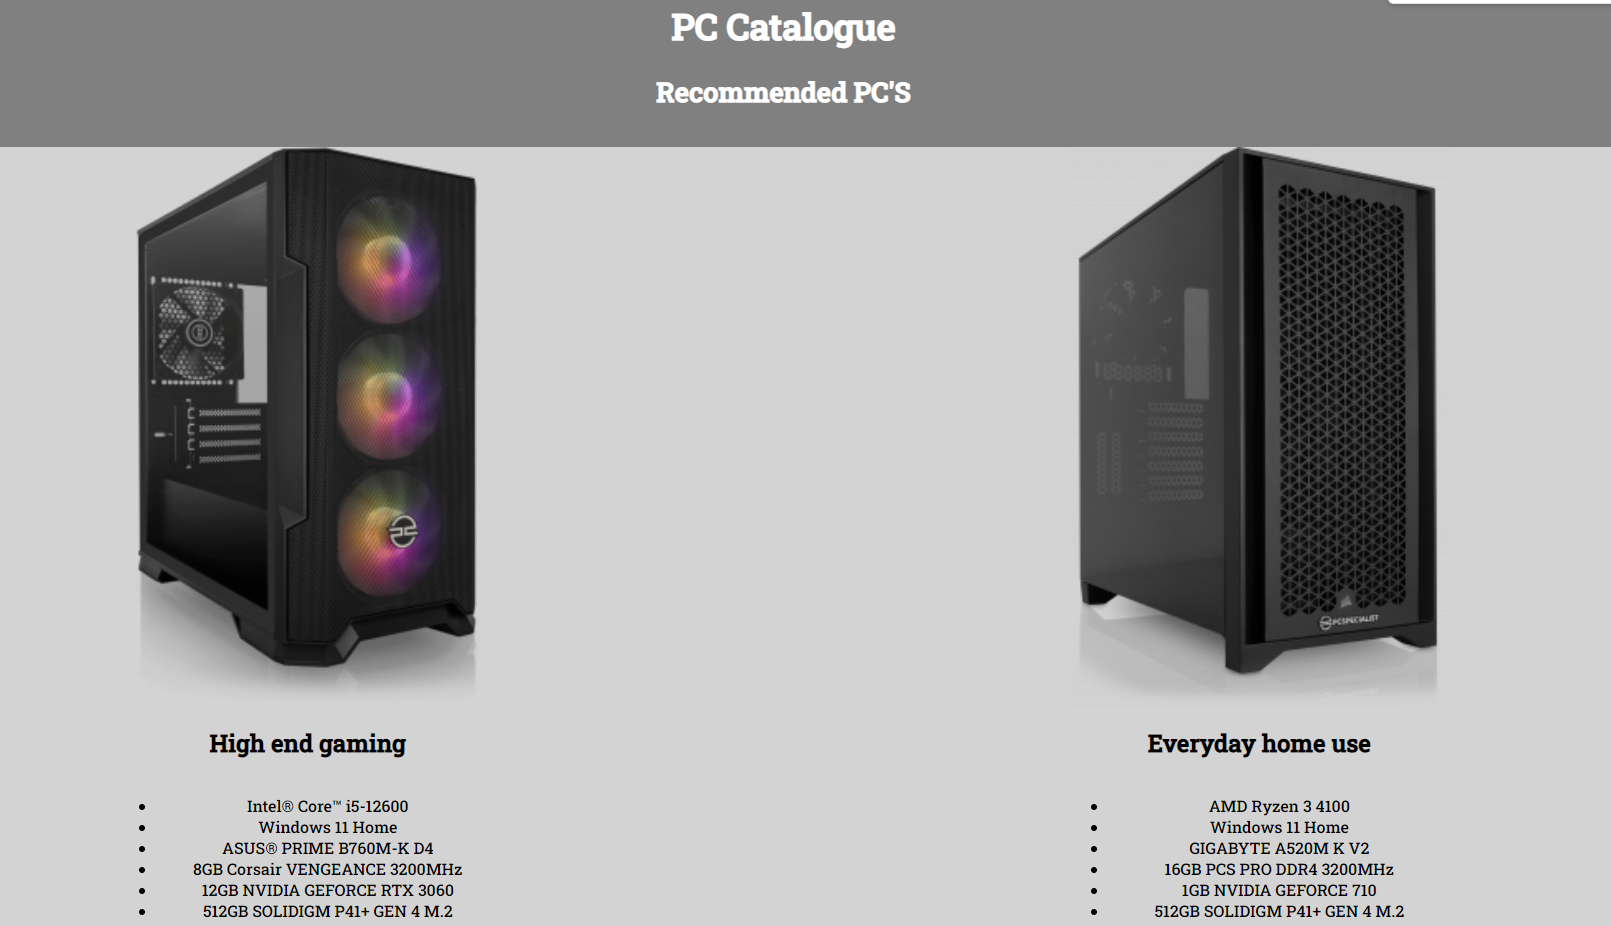 PC Catalogue
Recommended PC'S
PCSPECIALIST
High end gaming
Intel® Core™ i5-12600
Windows 11 Home
ASUS® PRIME B760M-K D4
8GB Corsair VENGEANCE 3200MHz
12GB NVIDIA GEFORCE RTX 3060
512GB SOLIDIGM P41+ GEN 4 M.2
Everyday home use
AMD Ryzen 3 4100
Windows 11 Home
GIGABYTE A520M K V2
16GB PCS PRO DDR4 3200MHz
1GB NVIDIA GEFORCE 710
512GB SOLIDIGM P41+ GEN 4 M.2